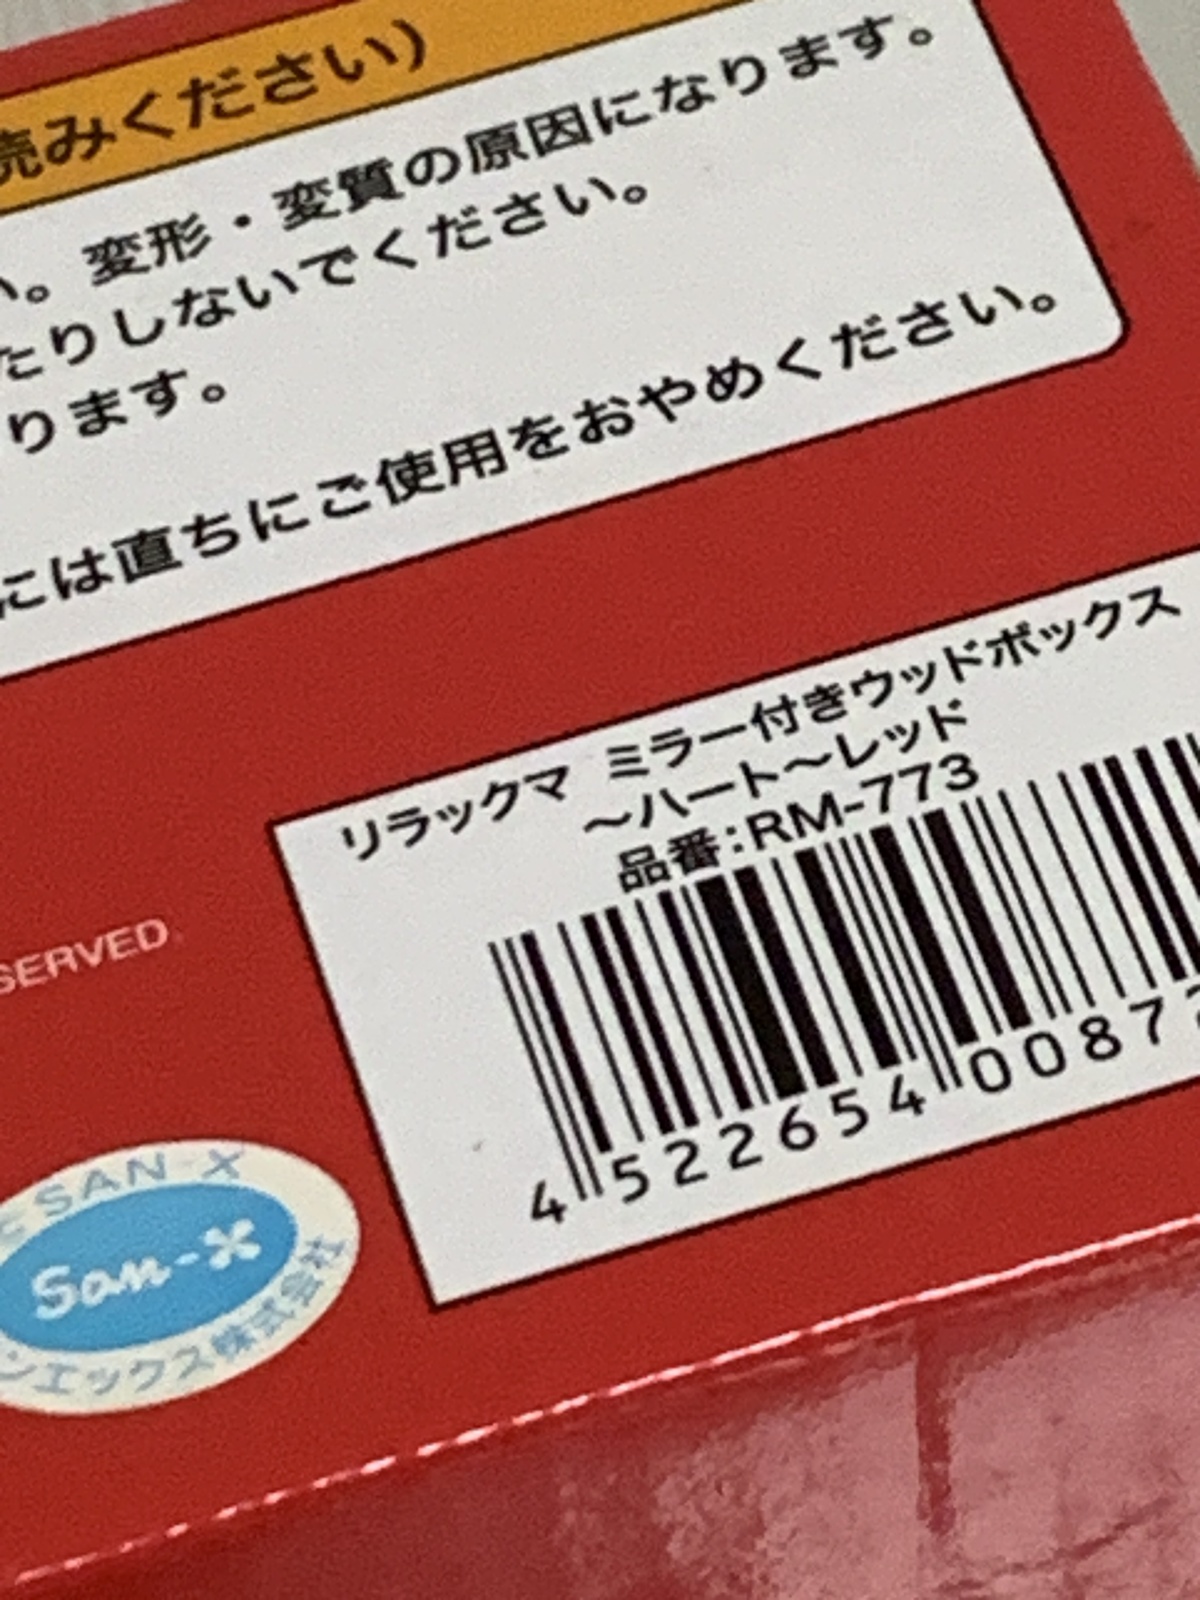 読みください)
い。変形・変質の原因になります。
たりしないでください。
ります。
には直ちにご使用をおやめください。
リラックマ ミラー付きウッドボックス
〜ハート〜レッド
品番:RM-773
4 522654 0087
SERVED
SAN-X
San-X
ンエックス株式会社